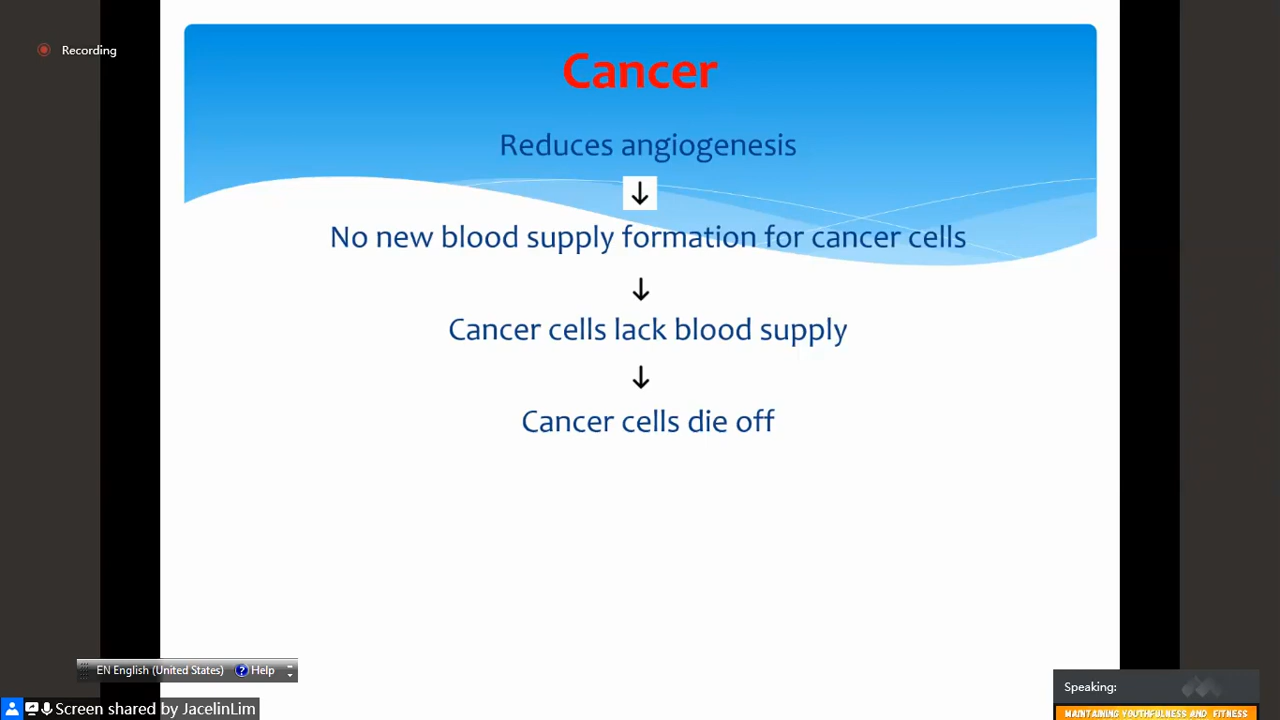 Recording
Cancer
Reduces angiogenesis
↓
No new blood supply formation for cancer cells
↓
Cancer cells lack blood supply
↓
Cancer cells die off
EN English (United States) ? Help
Screen shared by JacelinLim
Speaking:
MAINTAINING YOUTHFULNESS AND FITNESS